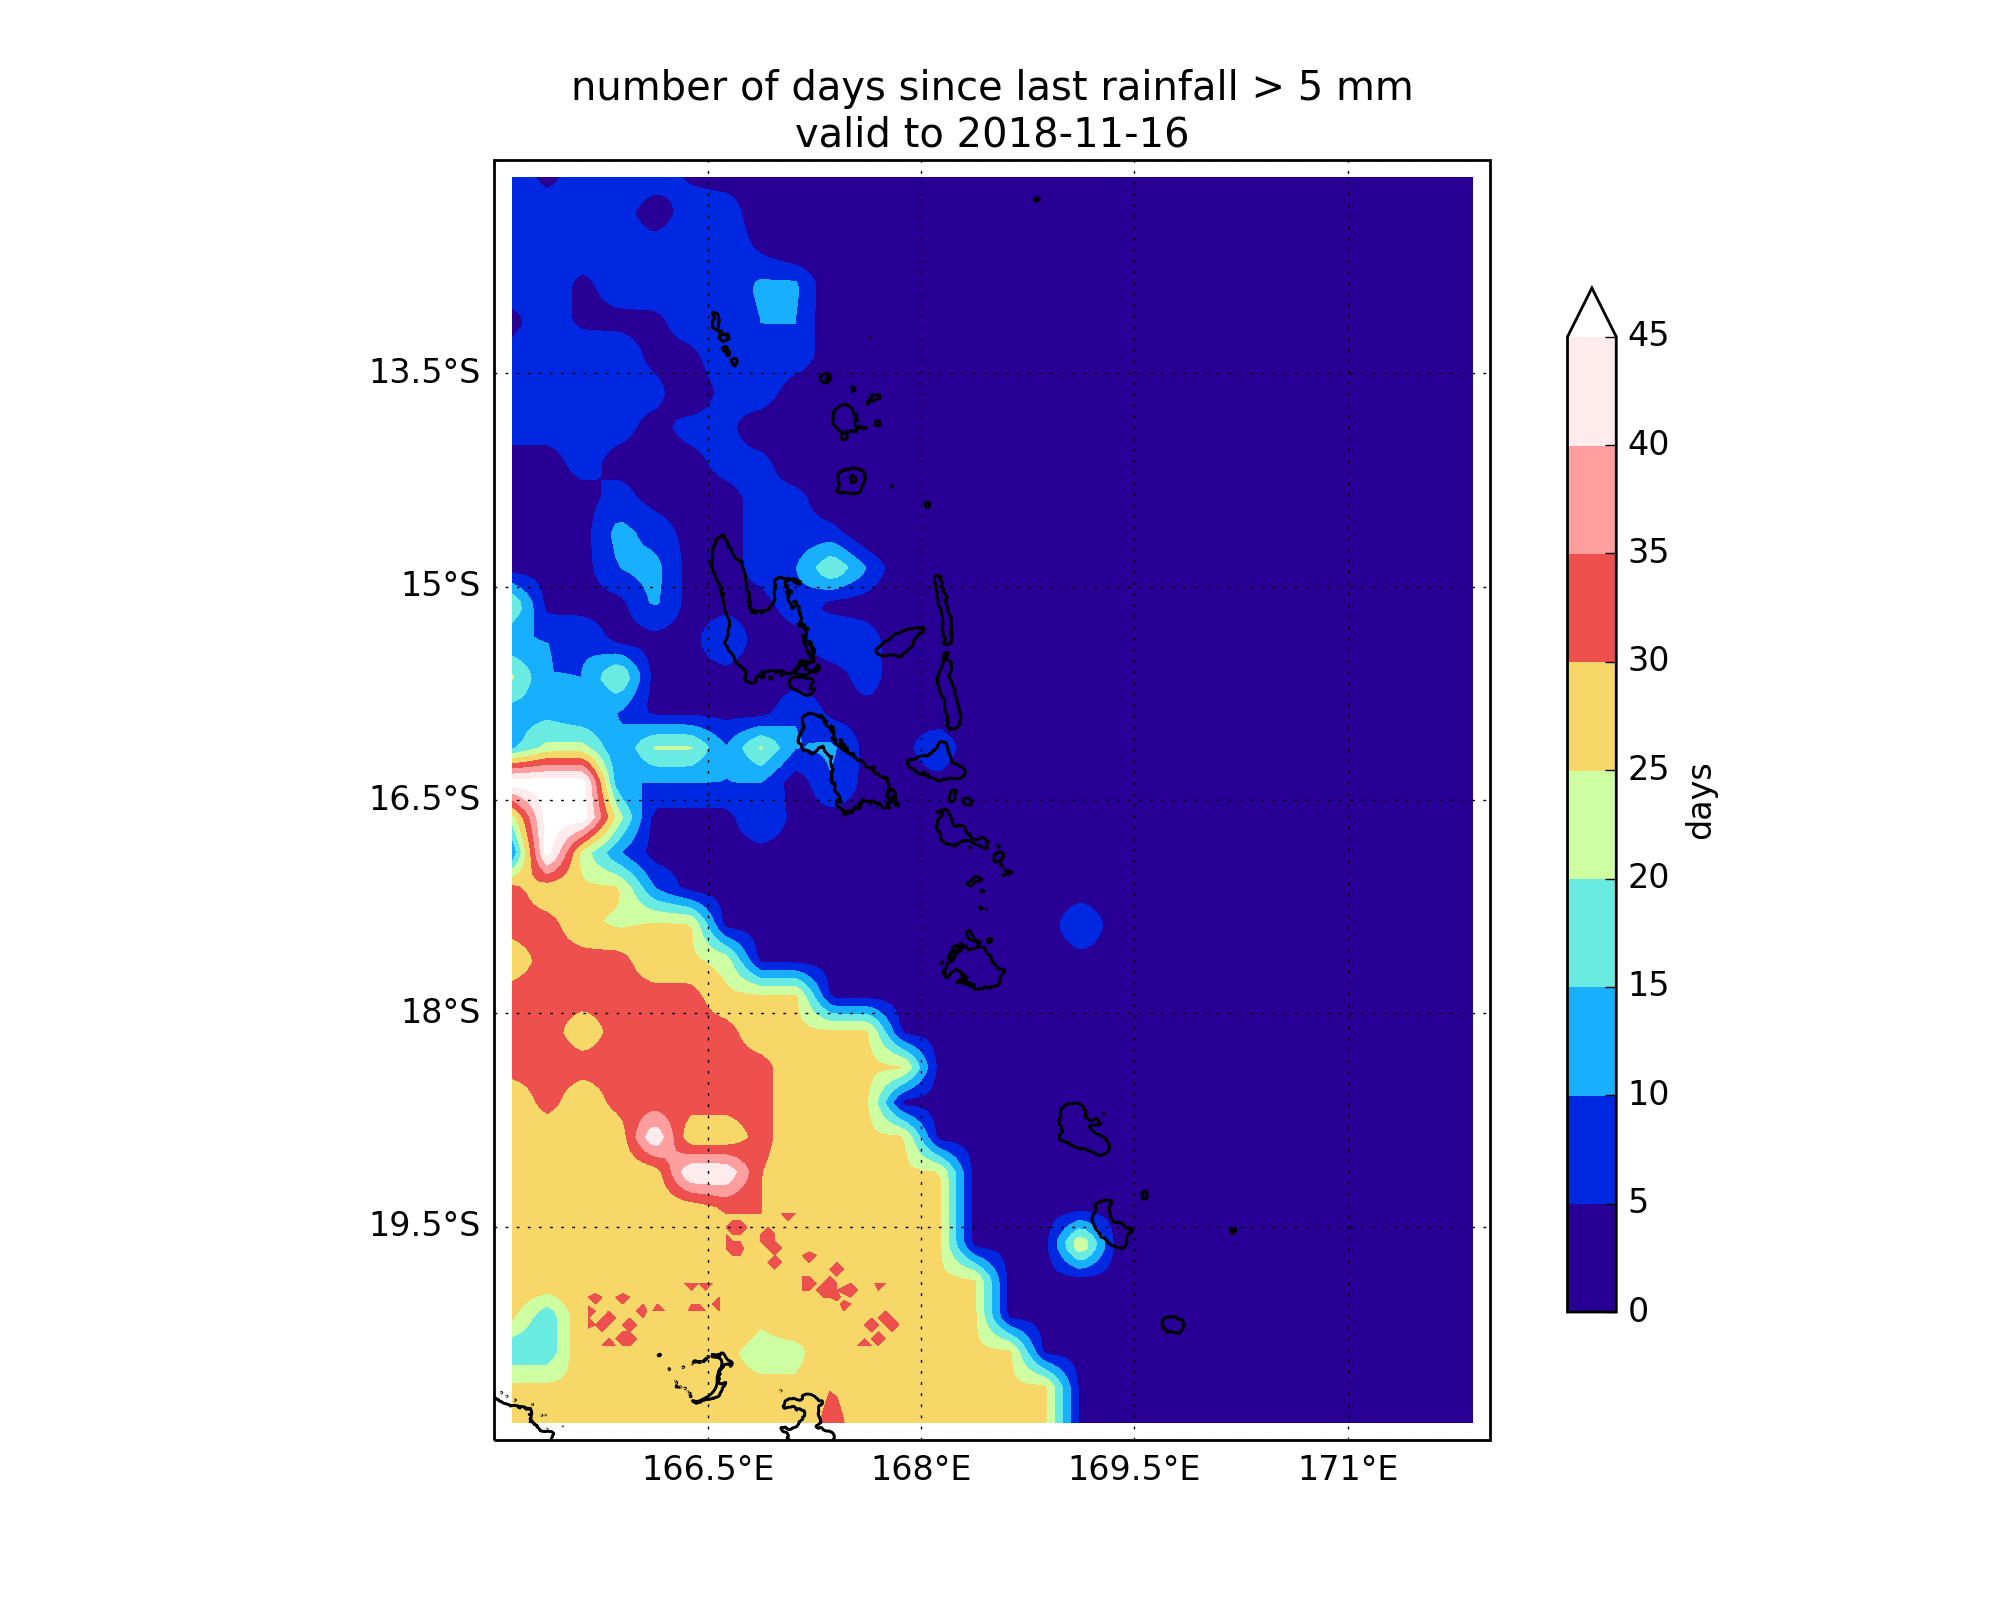 number of days since last rainfall > 5 mm
valid to 2018-11-16
13.5°S
15°S
16.5°S
18°S
19.5°S
166.5°E
168°E
169.5°E
171°E
45
40
35
30
25
20
15
10
5
0
days